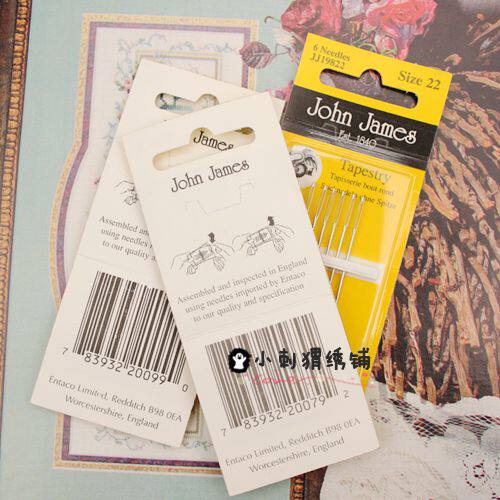 6 Needles
JJ19822
Size 22
John James
Est. 1840
Tapestry
Tapisserie bout rond
James
John James
Assembled and inspected in England
using needles imported by Entaco
to our quality and specification
7 83932 20079 2
Entaco Limited, Redditch B98 0EA
Worcestershire, England
Assembled
using needles
to our quality
7 83932 20099 0
Entaco Limited, Redditch B98 0EA
Worcestershire, England
小刺猬绣铺